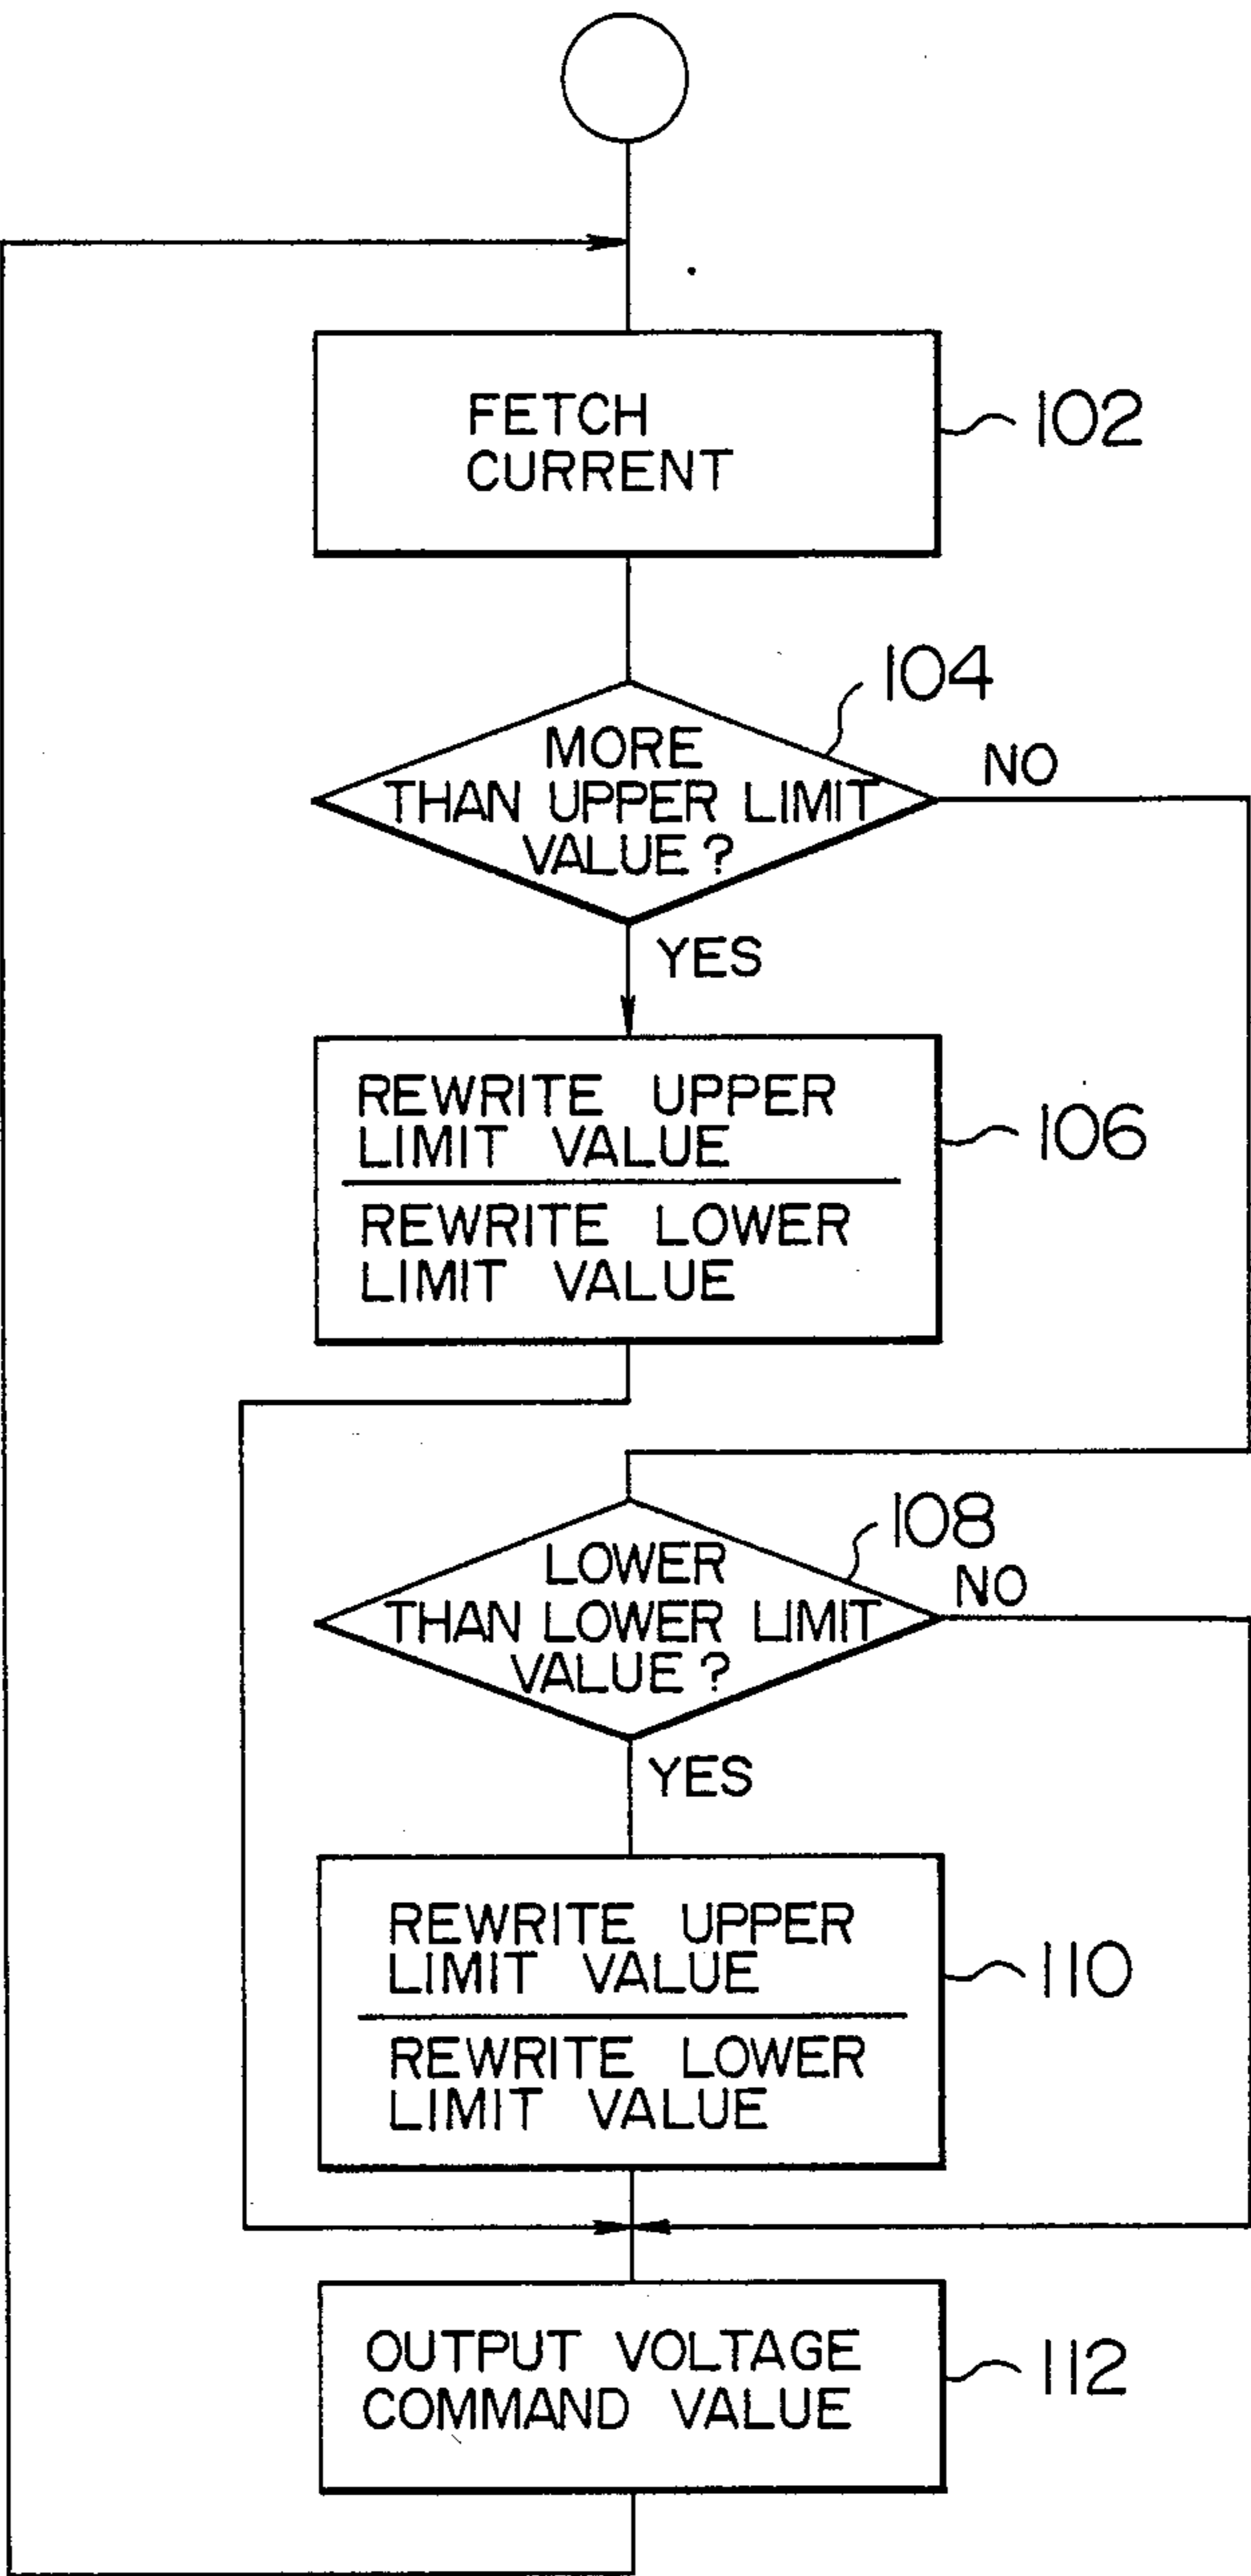 FETCH
CURRENT
102
104
MORE
THAN UPPER LIMIT
VALUE?
NO
YES
REWRITE UPPER
LIMIT VALUE
REWRITE LOWER
LIMIT VALUE
106
108
LOWER
THAN LOWER LIMIT
VALUE?
NO
YES
REWRITE UPPER
LIMIT VALUE
REWRITE LOWER
LIMIT VALUE
110
OUTPUT VOLTAGE
COMMAND VALUE
112